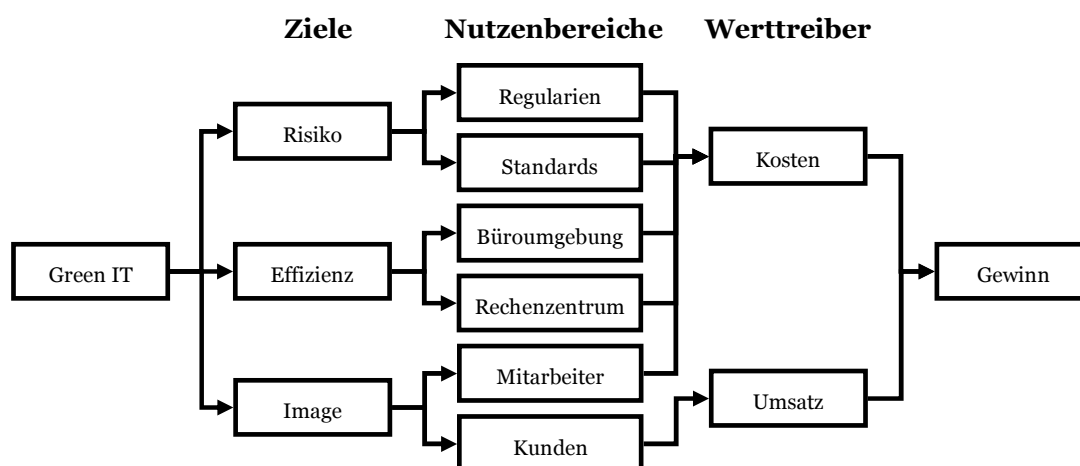 Ziele
Nutzenbereiche
Werttreiber
Regularien
Risiko
Standards
Kosten
Büroumgebung
Green IT
Effizienz
Gewinn
Rechenzentrum
Mitarbeiter
Image
Umsatz
Kunden